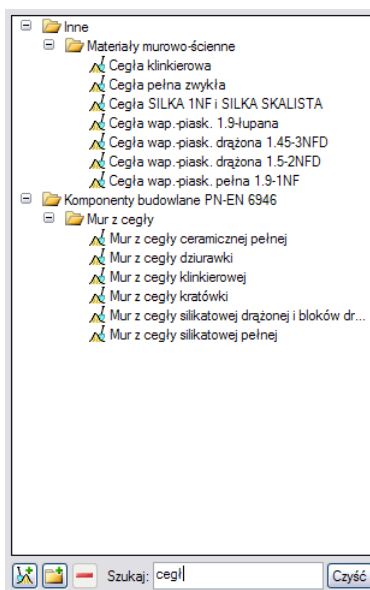 Inne
Materiały murowo-ścienne
Cegła klinkierowa
Cegła pełna zwykła
Cegła SILKA 1NF i SILKA SKALISTA
Cegła wap.-piask. 1.9-łupana
Cegła wap.-piask. drążona 1.45-3NFD
Cegła wap.-piask. drążona 1.5-2NFD
Cegła wap.-piask. pełna 1.9-1NF
Komponenty budowlane PN-EN 6946
Mur z cegły
Mur z cegły ceramicznej pełnej
Mur z cegły dziurawki
Mur z cegły klinkierowej
Mur z cegły kratówki
Mur z cegły silikatowej drążonej i bloków dr...
Mur z cegły silikatowej pełnej
Szukaj: cegł Czyść